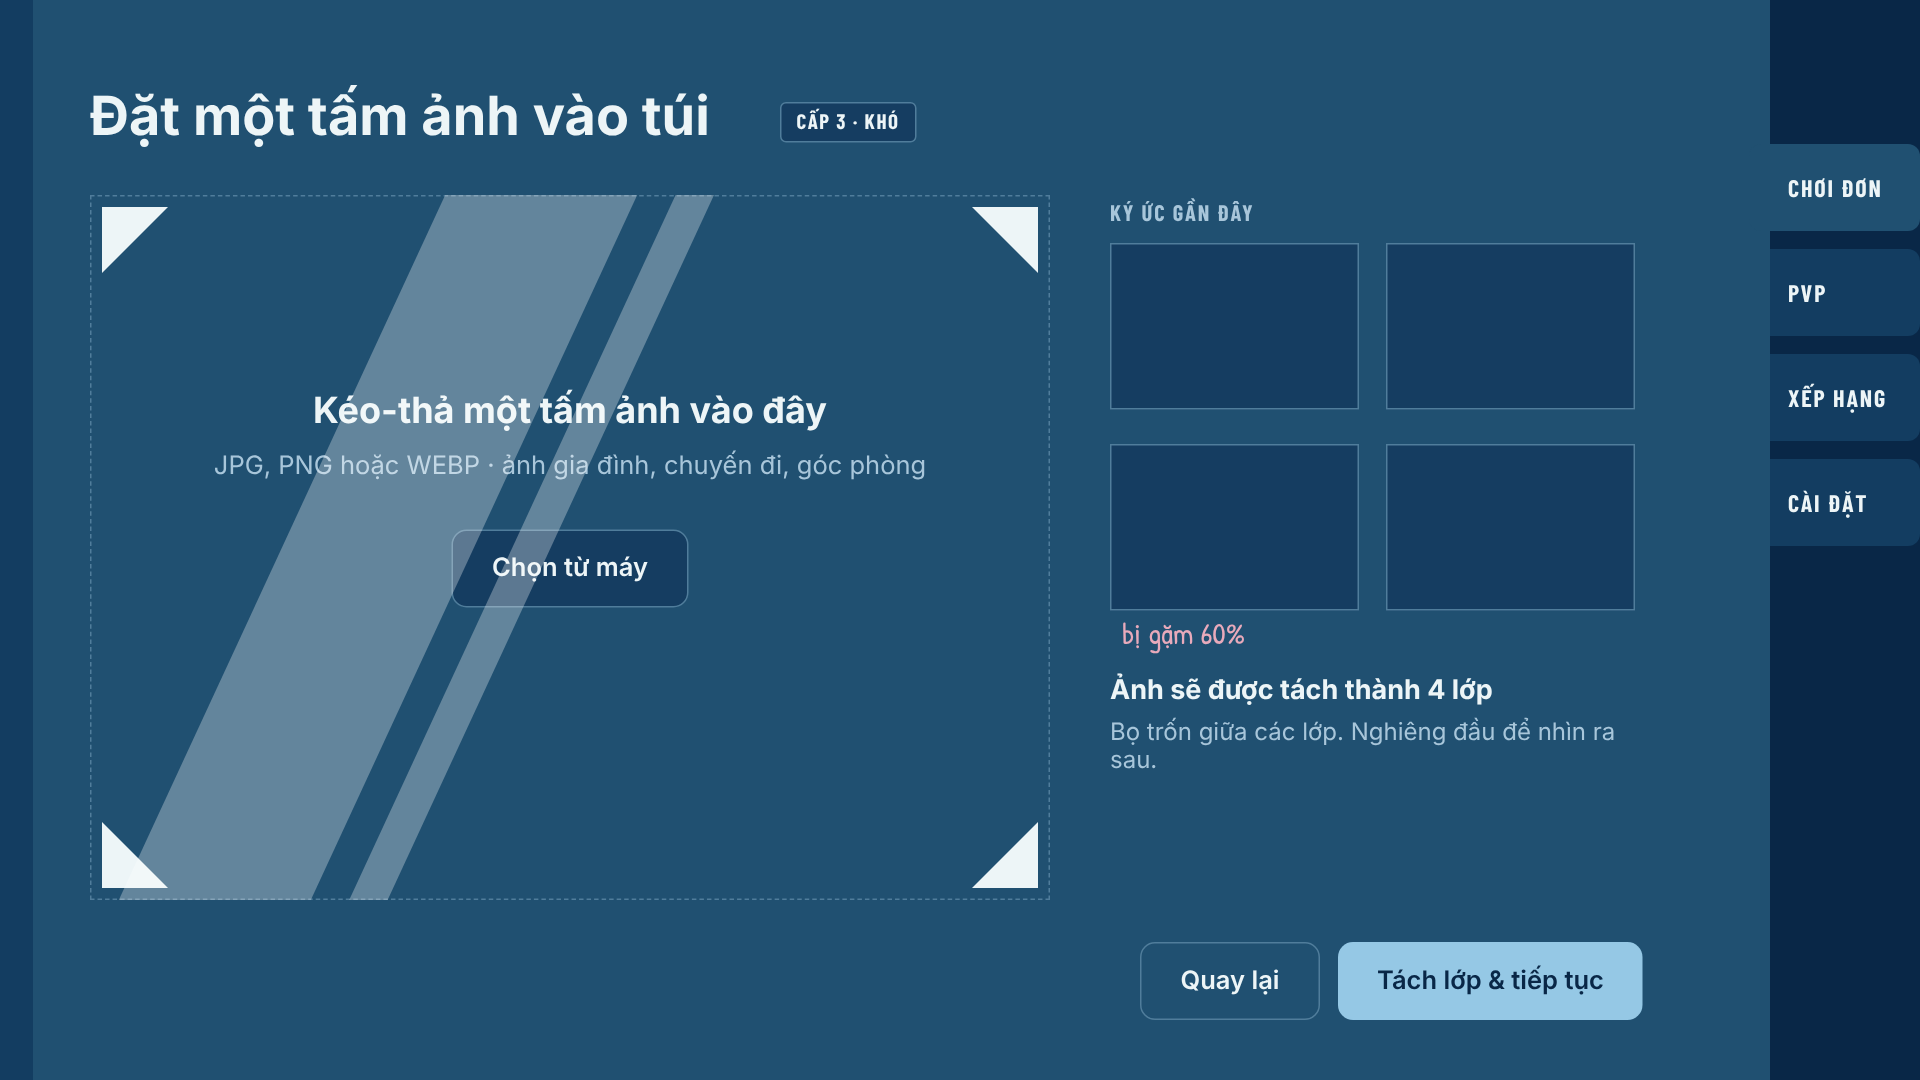 Đặt một tấm ảnh vào túi
CẤP 3 · KHÓ
Kéo-thả một tấm ảnh vào đây
JPG, PNG hoặc WEBP · ảnh gia đình, chuyến đi, góc phòng
Chọn từ máy
KÝ ỨC GẦN ĐÂY
bị gặm 60%
Ảnh sẽ được tách thành 4 lớp
Bọ trốn giữa các lớp. Nghiêng đầu để nhìn ra
sau.
Quay lại
Tách lớp & tiếp tục
CHƠI ĐƠN
PVP
XẾP HẠNG
CÀI ĐẶT